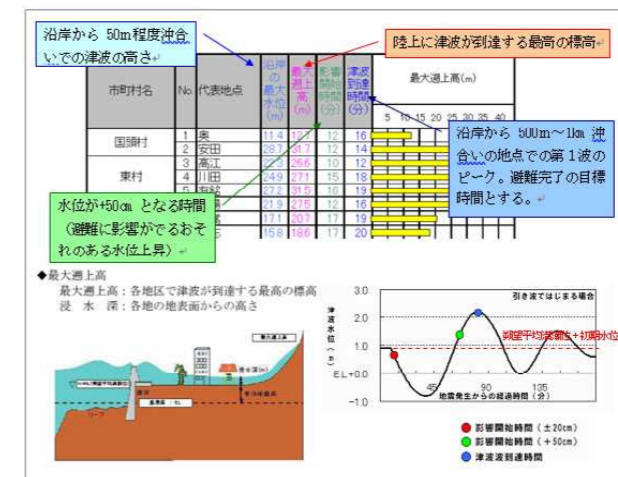 沿岸から 50m程度沖合
いでの津波の高さ
陸上に津波が到達する最高の標高
市町村名 No 代表地点 沿岸の最大水位(m) 最大遡上高(m) 影響開始時間(分) 津波到達時間(分) 最大遡上高(m)
5 10 15 20 25 30 35 40
国頭村 1 奥 11.4 12 16
2 安田 28.7 31.7 12 14
東村 3 高江 26.6 10 12
4 川田 24.9 27.1 15 18
27.2 31.5 16 19
21.9 27.5 12 16
17.1 20.7 17 19
15.8 18.6 17 20
沿岸から 500m～1km 沖
合いの地点での第1波の
ピーク。避難完了の目標
時間とする。
水位が+50cm となる時間
(避難に影響がでるおそ
れのある水位上昇)
◆最大遡上高
最大遡上高：各地区で津波が到達する最高の標高
浸 水 深：各地の地表面からの高さ
最大遡上高
浸水深(m)
リーフ
3.0
引き波ではじまる場合
2.0
津波水位(m)
朔望平均満潮位＋初期水位
1.0
EL+0.0
45 90 135
地震発生からの経過時間（分）
-1.0
影響開始時間（±20cm）
影響開始時間（＋50cm）
津波波到達時間